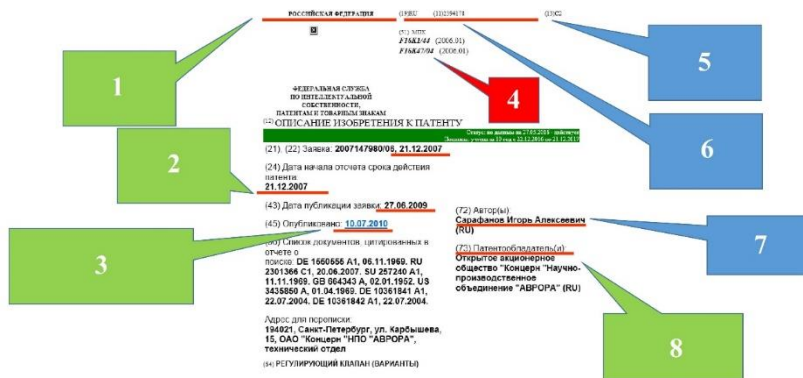 РОССИЙСКАЯ ФЕДЕРАЦИЯ
(19)RU (11)2394178 (13)C2
(51) МПК
F16K1/44 (2006.01)
F16K47/04 (2006.01)
ФЕДЕРАЛЬНАЯ СЛУЖБА
ПО ИНТЕЛЛЕКТУАЛЬНОЙ
СОБСТВЕННОСТИ,
ПАТЕНТАМ И ТОВАРНЫМ ЗНАКАМ
(12) ОПИСАНИЕ ИЗОБРЕТЕНИЯ К ПАТЕНТУ
(21), (22) Заявка: 2007147980/06, 21.12.2007
(24) Дата начала отсчета срока действия
патента:
21.12.2007
(43) Дата публикации заявки: 27.06.2009
(45) Опубликовано: 10.07.2010
Список документов, цитированных в
отчете о
поиске: DE 1550555 A1, 06.11.1969. RU
2301366 C1, 20.06.2007. SU 257240 A1,
11.11.1969. GB 664343 A, 02.01.1952. US
3435850 A, 01.04.1969. DE 10361841 A1,
22.07.2004. DE 10361842 A1, 22.07.2004.
Адрес для переписки:
194021, Санкт-Петербург, ул. Карбышева,
15, ОАО "Концерн "НПО "АВРОРА",
технический отдел
(54) РЕГУЛИРУЮЩИЙ КЛАПАН (ВАРИАНТЫ)
(72) Автор(ы):
Сарафанов Игорь Алексеевич
(RU)
(73) Патентообладатель(и):
Открытое акционерное
общество "Концерн "Научно-
производственное
объединение "АВРОРА" (RU)
1
2
3
4
5
6
7
8